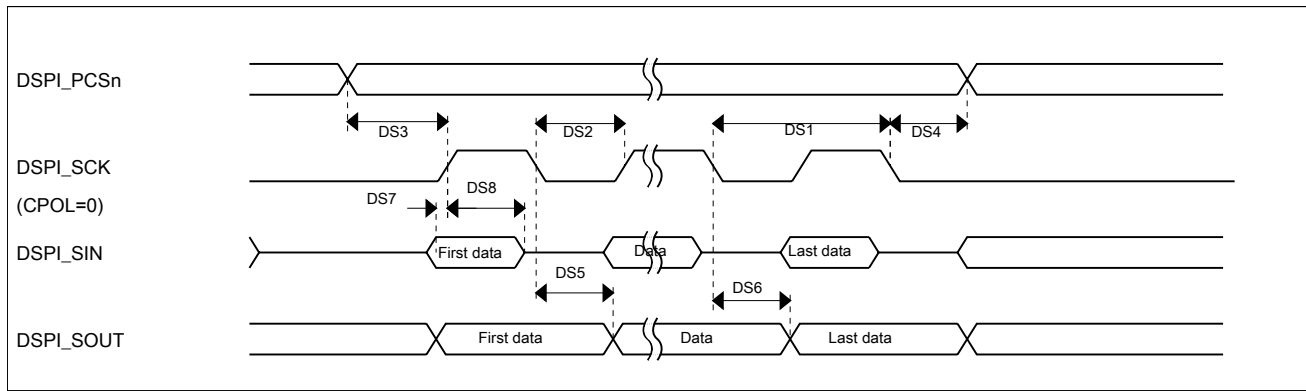 DSPI_PCSn
DS3
DS2
DS1
DS4
DSPI_SCK
(CPOL=0)
DS7
DS8
DSPI_SIN
First data
Data
Last data
DS5
DS6
DSPI_SOUT
First data
Data
Last data